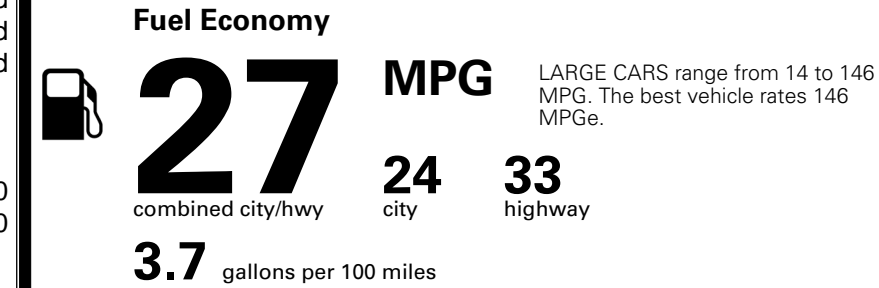 Fuel Economy
27 MPG
LARGE CARS range from 14 to 146
MPG. The best vehicle rates 146
MPGe.
24 33
combined city/hwy city highway
3.7 gallons per 100 miles